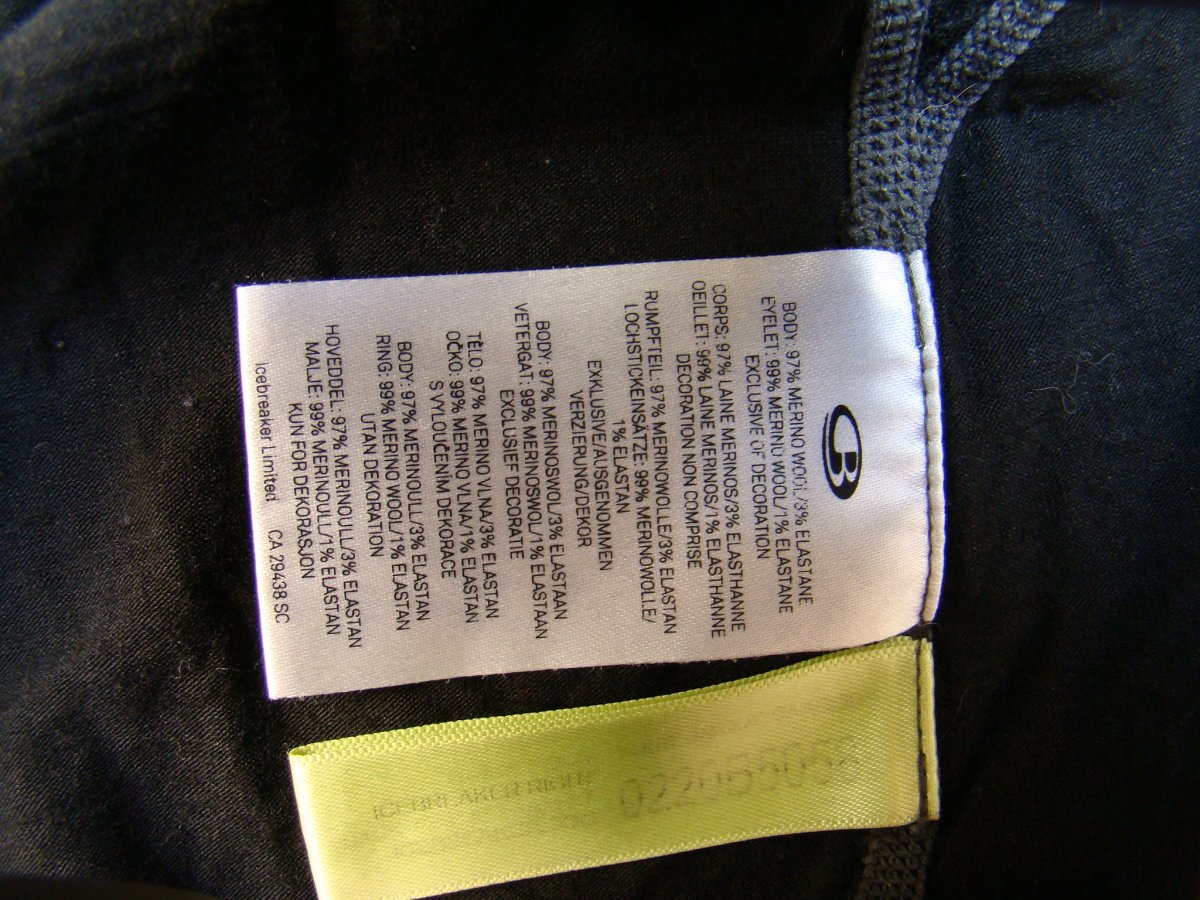 BODY: 97% MERINO WOOL/3% ELASTANE
EYELET: 99% MERINO WOOL/1% ELASTANE
EXCLUSIVE OF DECORATION
CORPS: 97% LAINE MERINOS/3% ELASTHANNE
OEILLET: 99% LAINE MERINOS/1% ELASTHANNE
DECORATION NON COMPRISE
RUMPFTEIL: 97% MERINOWOLLE/3% ELASTAN
LOCHSTICKEINSÄTZE: 99% MERINOWOLLE/
1% ELASTAN
EXKLUSIVE/AUSGENOMMEN
VERZIERUNG/DEKOR
BODY: 97% MERINOSWOL/3% ELASTAAN
VETERGAT: 99% MERINOSWOL/1% ELASTAAN
EXCLUSIEF DECORATIE
TĚLO: 97% MERINO VLNA/3% ELASTAN
OČKO: 99% MERINO VLNA/1% ELASTAN
S VYLOUČENÍM DEKORACE
BODY: 97% MERINOULL/3% ELASTAN
RING: 99% MERINO WOOL/1% ELASTAN
UTAN DEKORATION
HOVEDDEL: 97% MERINOULL/3% ELASTAN
MALJE: 99% MERINOULL/1% ELASTAN
KUN FOR DEKORASJON
Icebreaker Limited CA 29438 SC
ICEBREAKER RIGHT